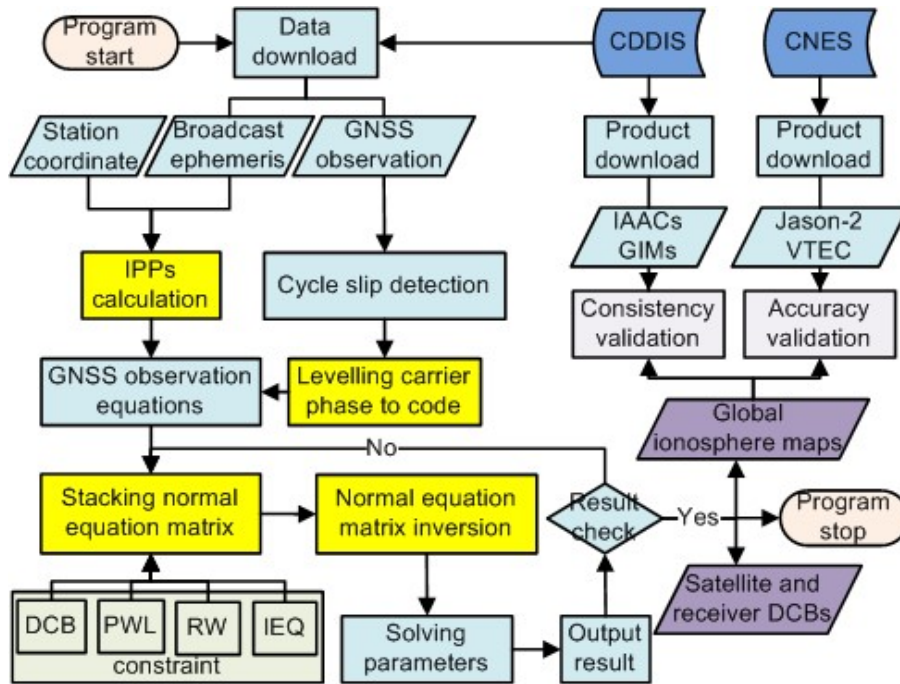 Program
start
Data
download
CDDIS
CNES
Station
coordinate
Broadcast
ephemeris
GNSS
observation
Product
download
Product
download
IAACs
GIMs
Jason-2
VTEC
IPPs
calculation
Cycle slip detection
Consistency
validation
Accuracy
validation
GNSS observation
equations
Levelling carrier
phase to code
Global
ionosphere maps
No
Stacking normal
equation matrix
Normal equation
matrix inversion
Result
check
Yes
Program
stop
DCB
PWL
RW
IEQ
constraint
Solving
parameters
Output
result
Satellite and
receiver DCBs